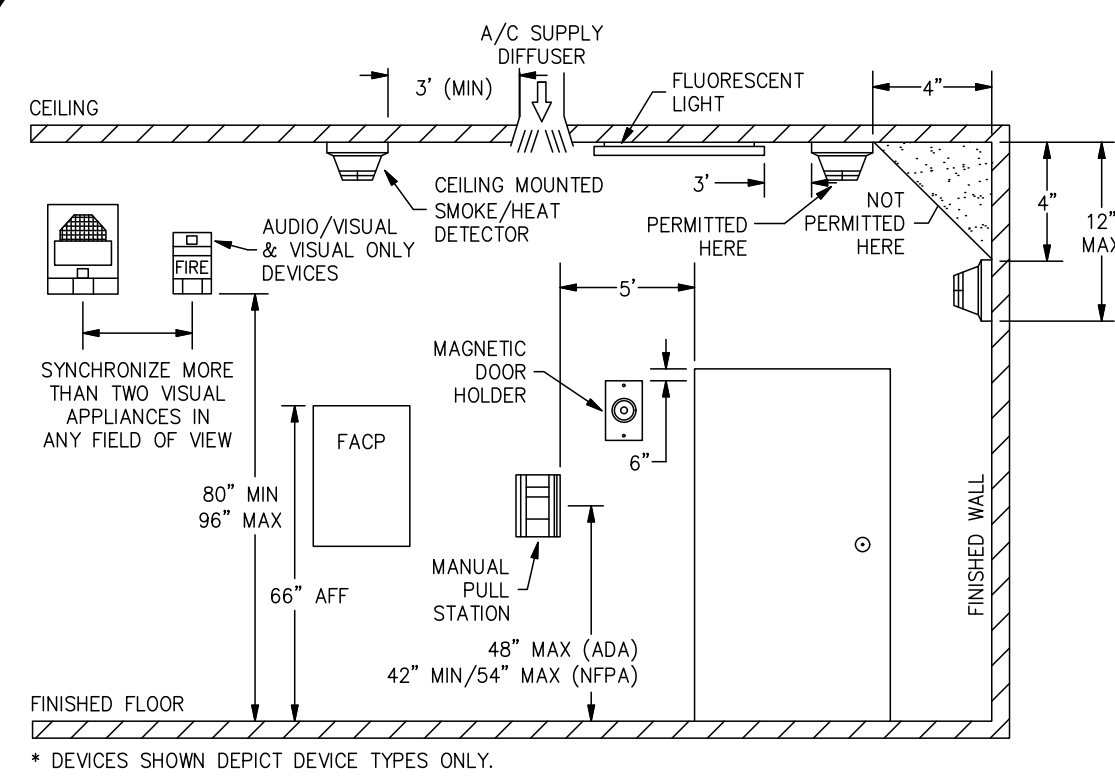 A/C SUPPLY
DIFFUSER
3' (MIN)
FLUORESCENT
LIGHT
4"
CEILING
CEILING MOUNTED
SMOKE/HEAT
DETECTOR
3'
PERMITTED
HERE
NOT
PERMITTED
HERE
4"
12"
MAX
AUDIO/VISUAL
& VISUAL ONLY
DEVICES
FIRE
5'
SYNCHRONIZE MORE
THAN TWO VISUAL
APPLIANCES IN
ANY FIELD OF VIEW
MAGNETIC
DOOR
HOLDER
6"
FACP
80" MIN
96" MAX
66" AFF
MANUAL
PULL
STATION
48" MAX (ADA)
42" MIN/54" MAX (NFPA)
FINISHED WALL
FINISHED FLOOR
* DEVICES SHOWN DEPICT DEVICE TYPES ONLY.